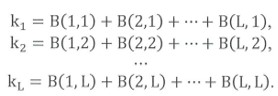 k₁ = B(1,1) + B(2,1) + ⋯ + B(L, 1),
k₂ = B(1,2) + B(2,2) + ⋯ + B(L, 2),
⋯
k_L = B(1, L) + B(2, L) + ⋯ + B(L, L).